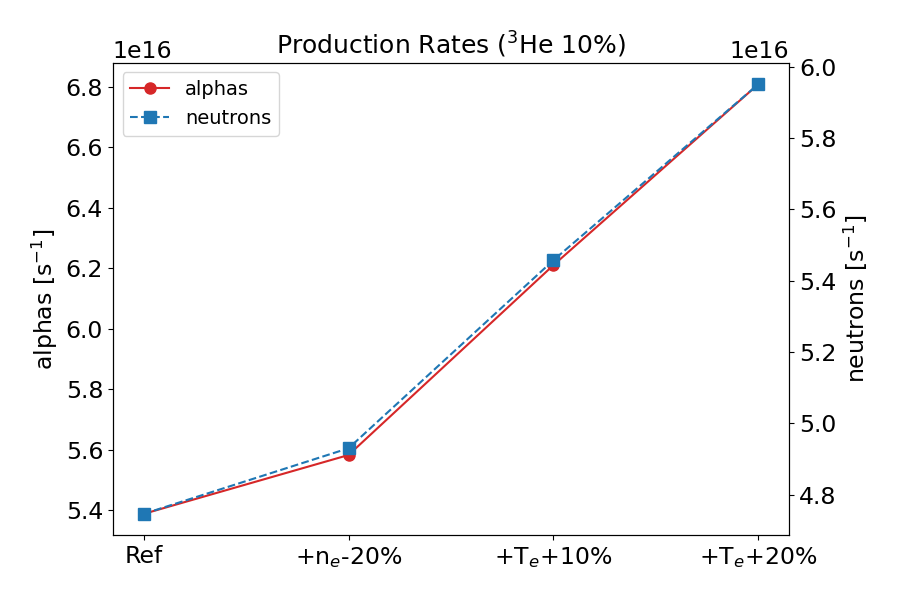 Production Rates (³He 10%)
1e16
1e16
alphas
neutrons
alphas [s⁻¹]
6.8
6.6
6.4
6.2
6.0
5.8
5.6
5.4
6.0
5.8
5.6
5.4
5.2
5.0
4.8
neutrons [s⁻¹]
Ref
+nₑ-20%
+Tₑ+10%
+Tₑ+20%